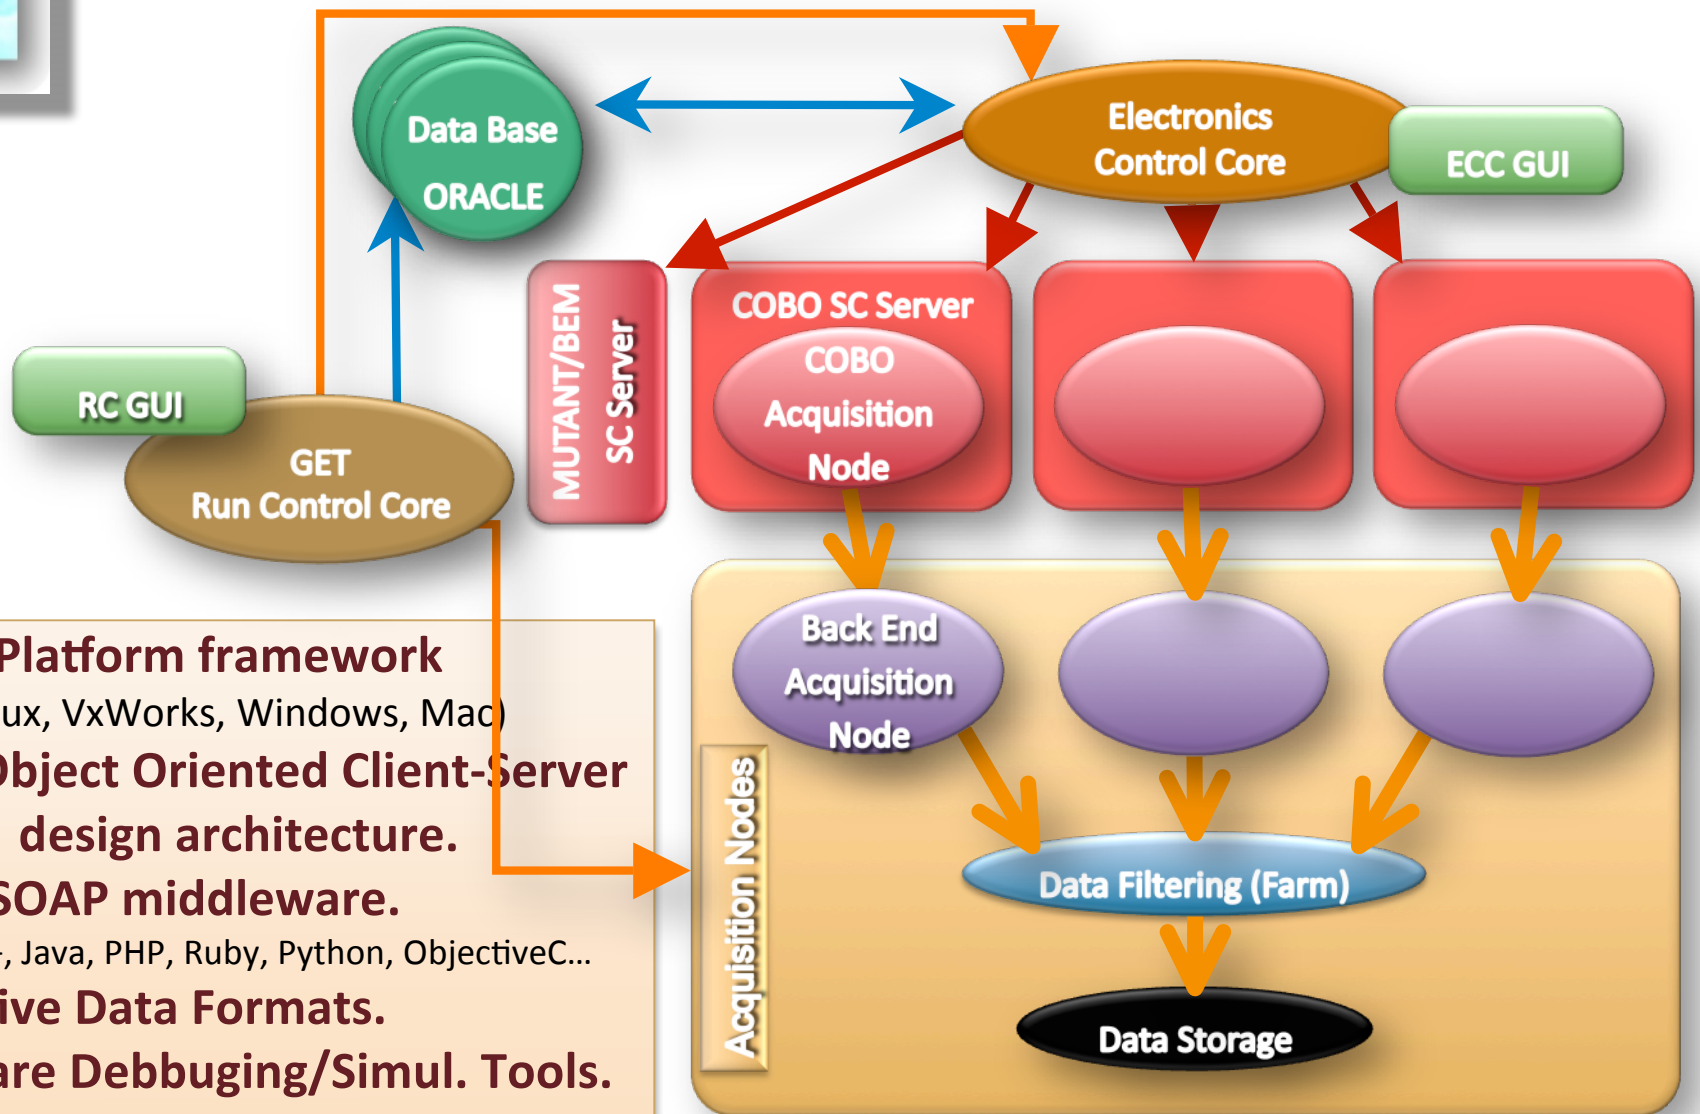 Data Base
ORACLE
Electronics
Control Core
ECC GUI
MUTANT/BEM
SC Server
COBO SC Server
COBO
Acquisition
Node
RC GUI
GET
Run Control Core
Back End
Acquisition
Node
Acquisition Nodes
Data Filtering (Farm)
Data Storage
Platform framework
ux, VxWorks, Windows, Mac)
Object Oriented Client-Server
design architecture.
SOAP middleware.
, Java, PHP, Ruby, Python, ObjectiveC...
ive Data Formats.
are Debbuging/Simul. Tools.